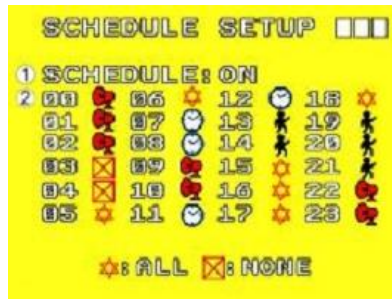 SCHEDULE SETUP
① SCHEDULE: ON
② 00 06 12 18
01 07 13 19
02 08 14 20
03 09 15 21
04 10 16 22
05 11 17 23
: ALL : NONE